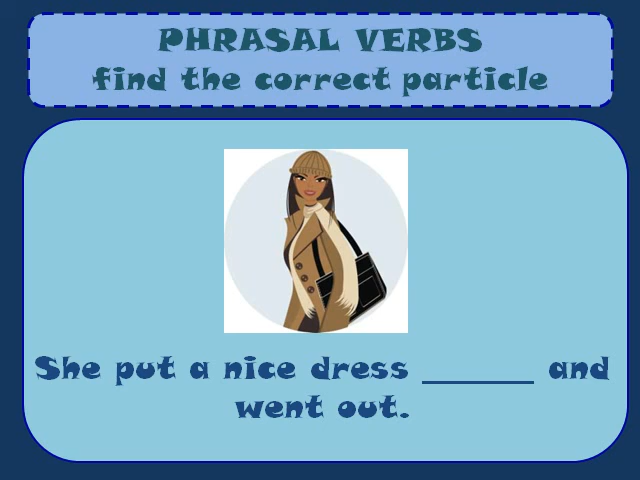 PHRASAL VERBS
find the correct particle
She put a nice dress ______ and
went out.